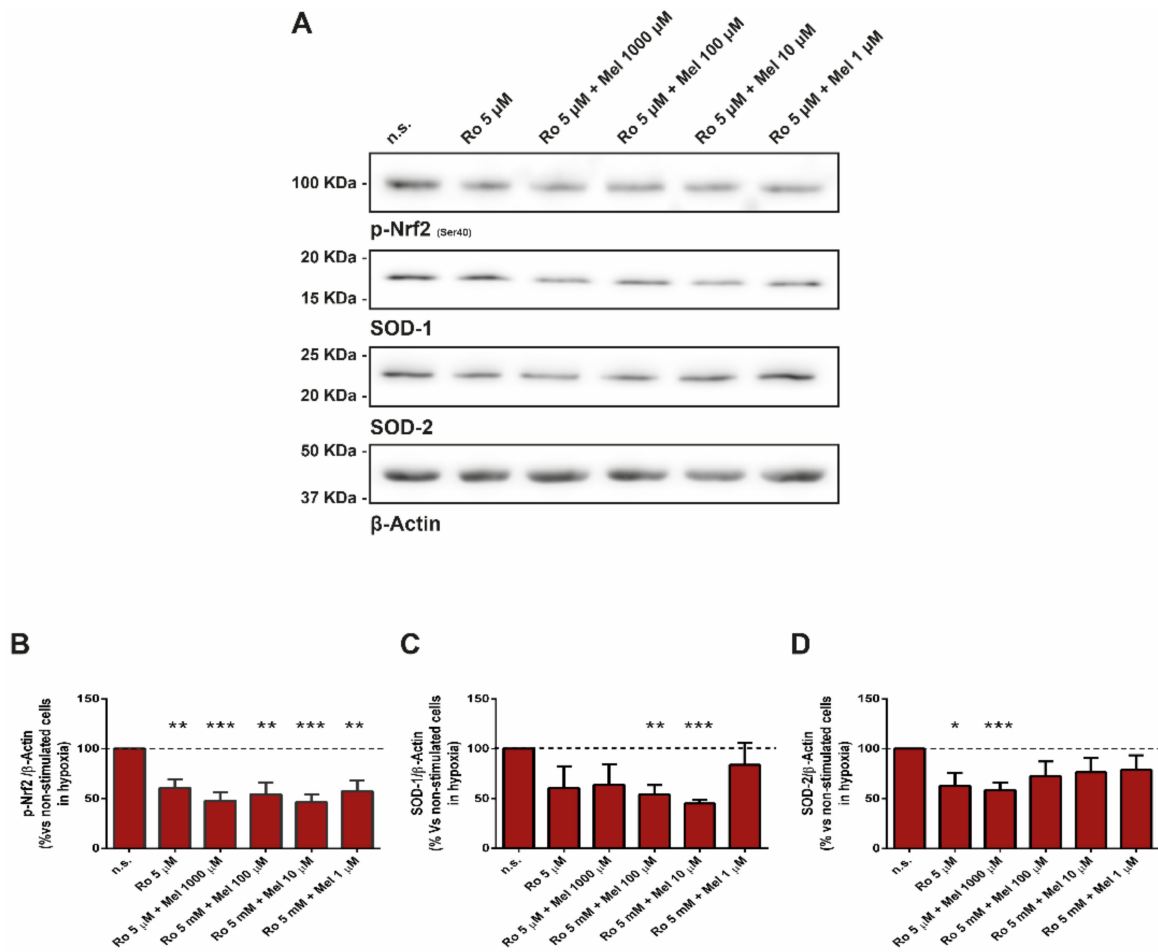 A
n.s.
Ro 5 µM
Ro 5 µM + Mel 1000 µM
Ro 5 µM + Mel 100 µM
Ro 5 µM + Mel 10 µM
Ro 5 µM + Mel 1 µM
100 KDa -
p-Nrf2 (Ser40)
20 KDa -
15 KDa -
SOD-1
25 KDa -
20 KDa -
SOD-2
50 KDa -
37 KDa -
β-Actin
B
p-Nrf2 /β-Actin
(%vs non-stimulated cells
in hypoxia)
150
100
50
0
** *** ** *** **
n.s.
Ro 5 µM
Ro 5 µM + Mel 1000 µM
Ro 5 mM + Mel 100 µM
Ro 5 mM + Mel 10 µM
Ro 5 mM + Mel 1 µM
C
SOD-1/β-Actin
(% Vs non-stimulated cells
in hypoxia)
150
100
50
0
** ***
n.s.
Ro 5 µM
Ro 5 µM + Mel 1000 µM
Ro 5 mM + Mel 100 µM
Ro 5 mM + Mel 10 µM
Ro 5 mM + Mel 1 µM
D
SOD-2/β-Actin
(% vs non-stimulated cells
in hypoxia)
150
100
50
0
* ***
n.s.
Ro 5 µM
Ro 5 µM + Mel 1000 µM
Ro 5 mM + Mel 100 µM
Ro 5 mM + Mel 10 µM
Ro 5 mM + Mel 1 µM